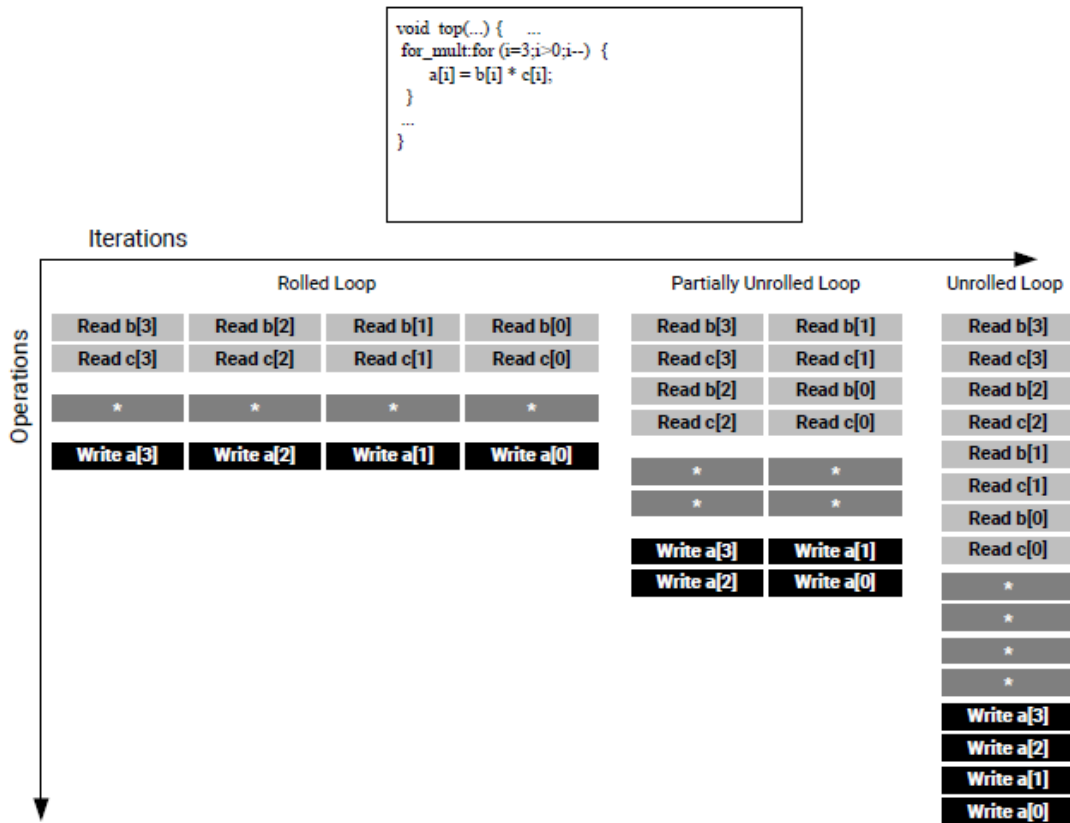 void top(...) {    ...
for_mult:for (i=3;i>0;i--)  {
a[i] = b[i] * c[i];
}
...
}
Iterations
Operations
Rolled Loop
Read b[3] Read b[2] Read b[1] Read b[0]
Read c[3] Read c[2] Read c[1] Read c[0]
* * * *
Write a[3] Write a[2] Write a[1] Write a[0]
Partially Unrolled Loop
Read b[3] Read b[1]
Read c[3] Read c[1]
Read b[2] Read b[0]
Read c[2] Read c[0]
* *
* *
Write a[3] Write a[1]
Write a[2] Write a[0]
Unrolled Loop
Read b[3]
Read c[3]
Read b[2]
Read c[2]
Read b[1]
Read c[1]
Read b[0]
Read c[0]
*
*
*
*
Write a[3]
Write a[2]
Write a[1]
Write a[0]